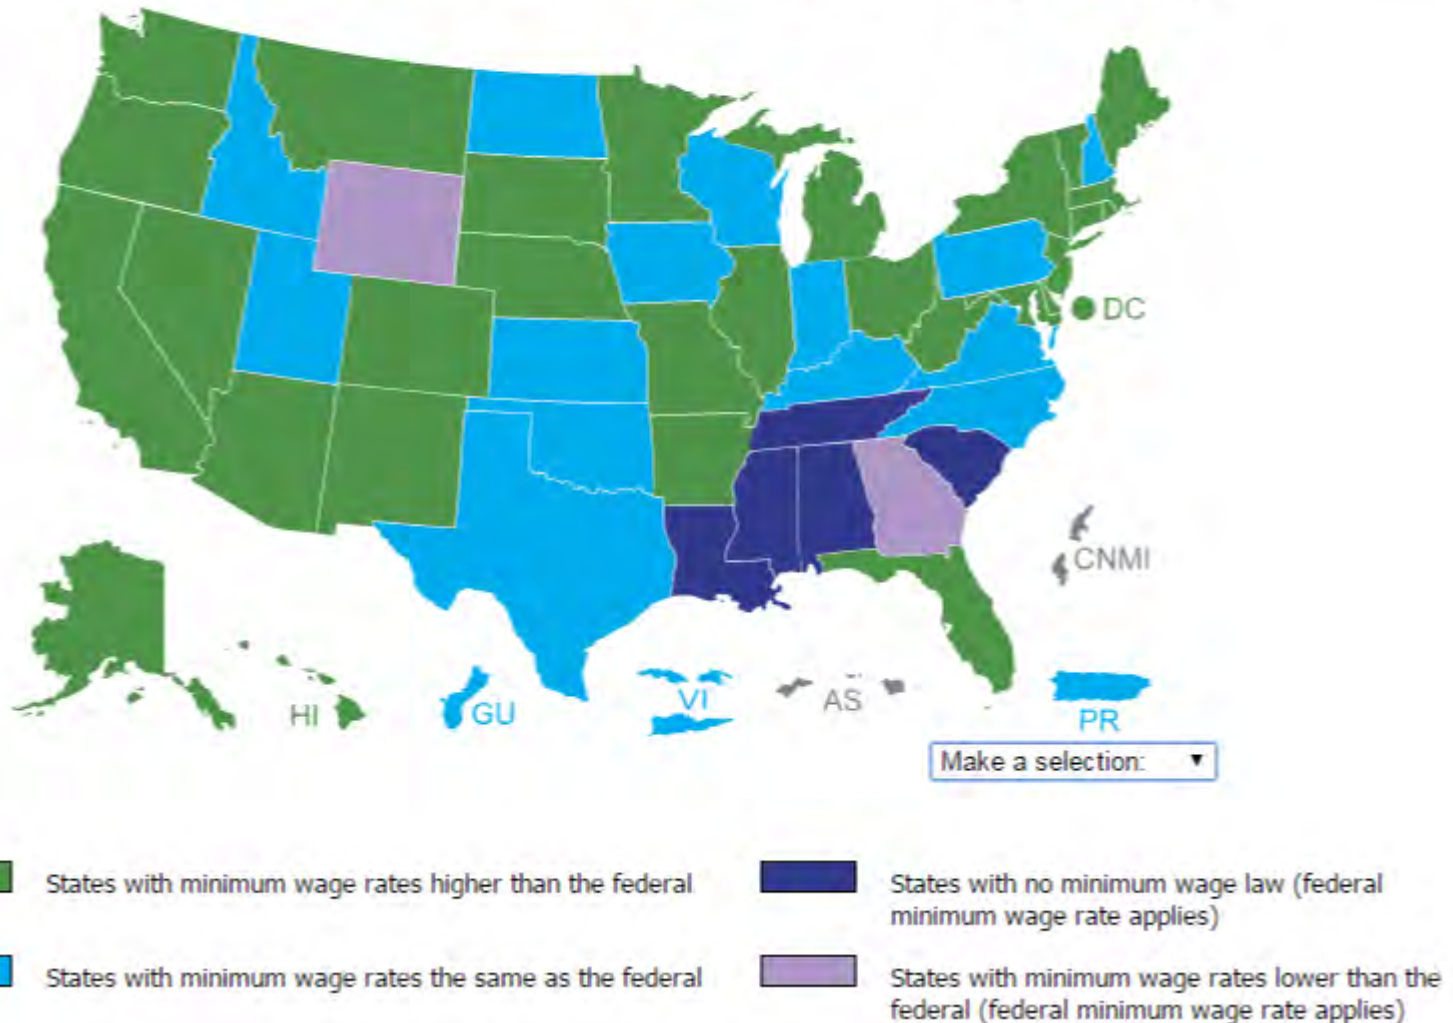 DC
CNMI
HI
GU
VI
AS
PR
Make a selection:
States with minimum wage rates higher than the federal
States with no minimum wage law (federal
minimum wage rate applies)
States with minimum wage rates the same as the federal
States with minimum wage rates lower than the
federal (federal minimum wage rate applies)